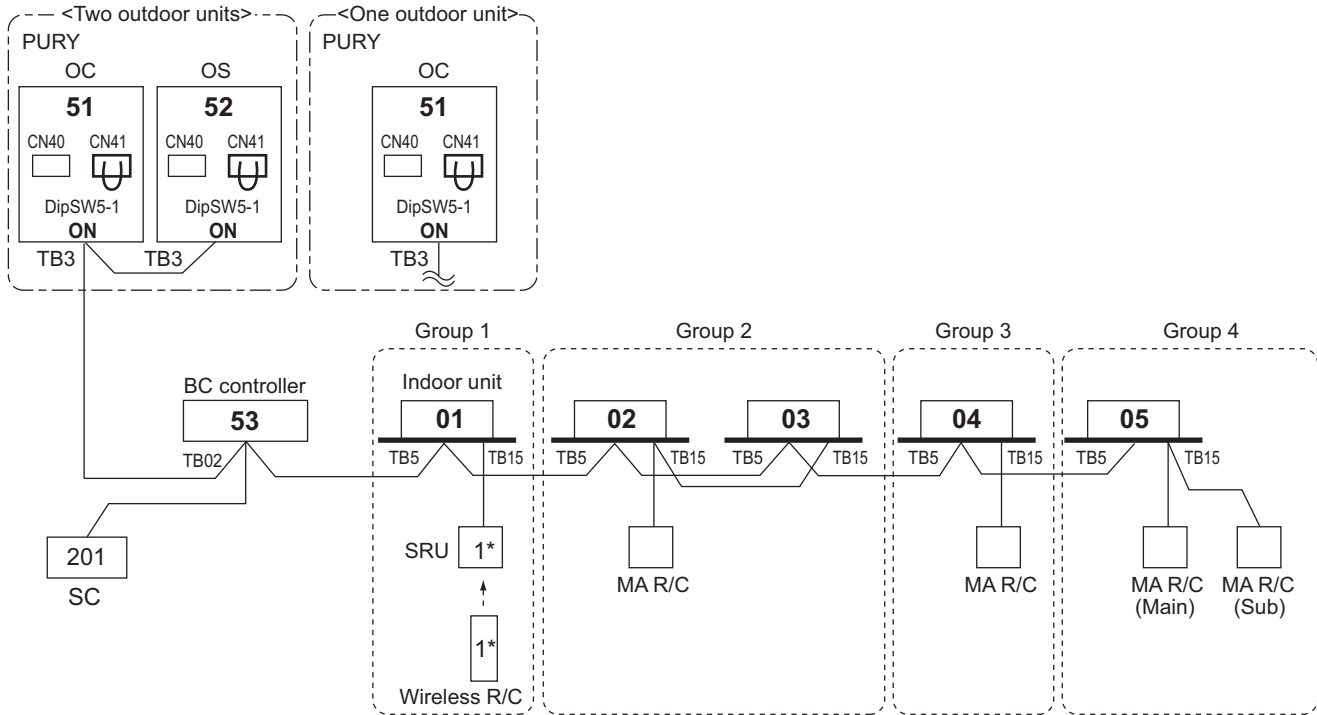 <Two outdoor units>
<One outdoor unit>
PURY
PURY
OC
OS
OC
51
52
51
CN40
CN41
CN40
CN41
CN40
CN41
DipSW5-1
DipSW5-1
DipSW5-1
ON
ON
ON
TB3
TB3
TB3
Group 1
Group 2
Group 3
Group 4
BC controller
Indoor unit
53
01
02
03
04
05
TB02
TB5
TB15
TB5
TB15
TB5
TB15
TB5
TB15
TB5
TB15
201
SC
SRU
1*
MA R/C
MA R/C
MA R/C
(Main)
MA R/C
(Sub)
1*
Wireless R/C